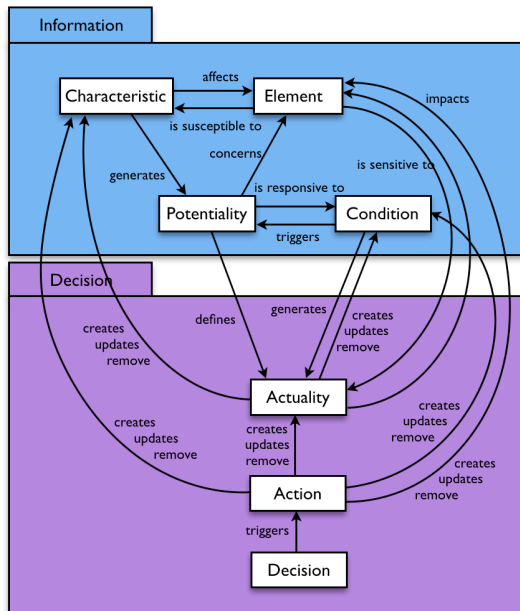 Information
affects
Characteristic
Element
impacts
is susceptible to
concerns
generates
is sensitive to
is responsive to
Potentiality
Condition
triggers
Decision
defines
generates
creates
updates
remove
creates
updates
remove
Actuality
creates
updates
remove
creates
updates
remove
creates
updates
remove
creates
updates
remove
Action
triggers
Decision